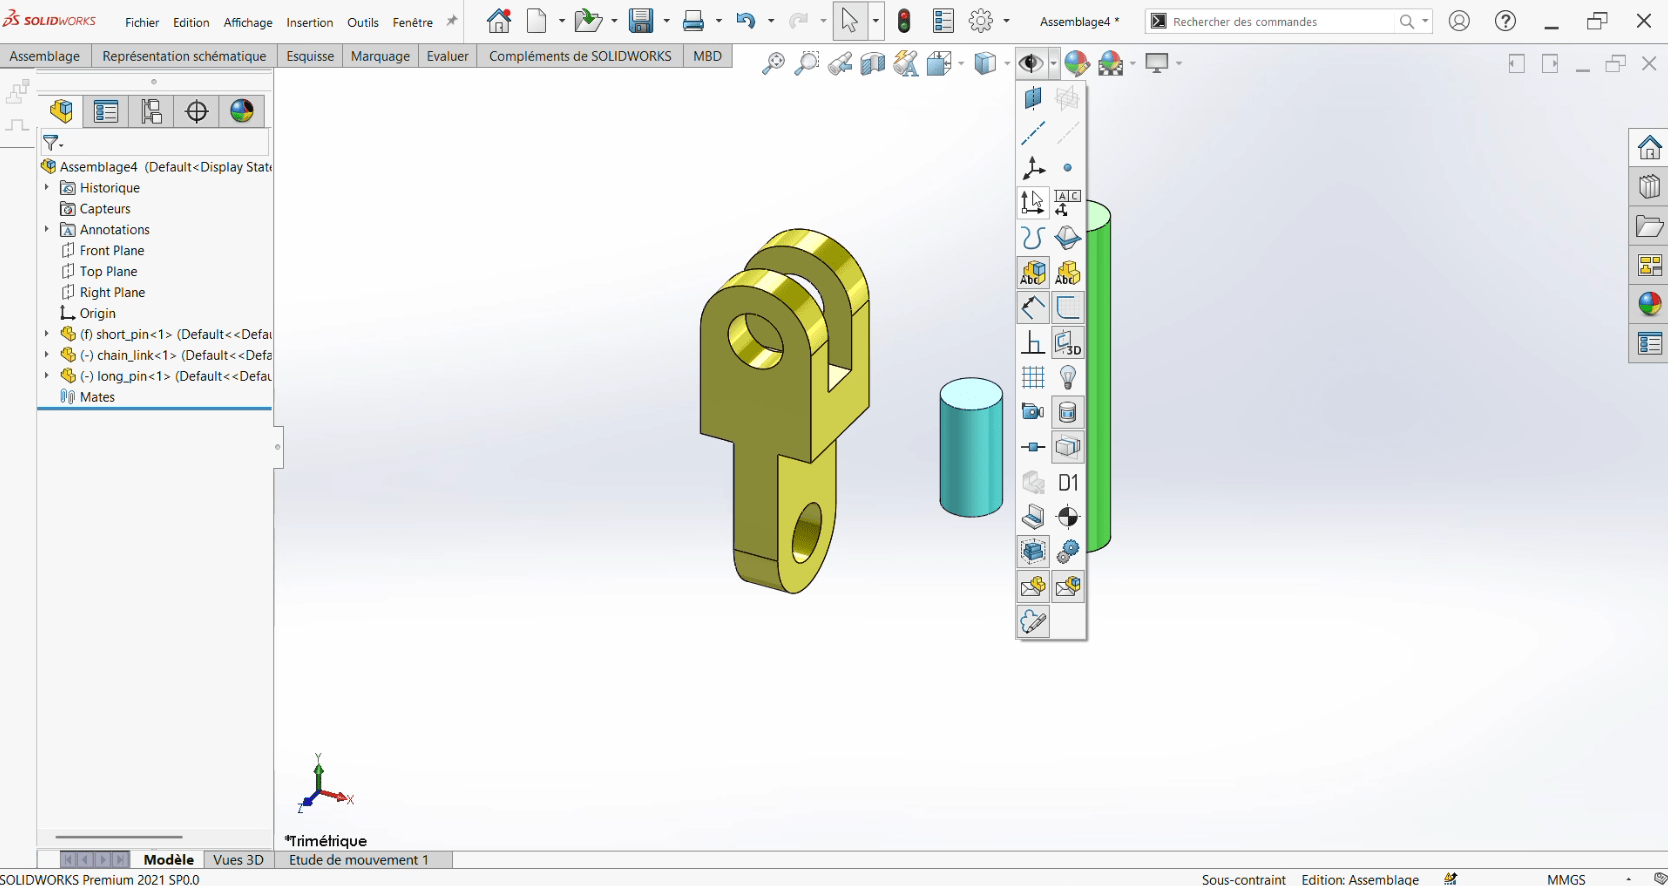 SOLIDWORKS Fichier Edition Affichage Insertion Outils Fenêtre Assemblage4 * Rechercher des commandes
Assemblage Représentation schématique Esquisse Marquage Evaluer Compléments de SOLIDWORKS MBD
Assemblage4 (Default<Display State
Historique
Capteurs
Annotations
Front Plane
Top Plane
Right Plane
Origin
(f) short_pin<1> (Default<<Defau
(-) chain_link<1> (Default<<Defa
(-) long_pin<1> (Default<<Defau
Mates
A C
Abc Abc
3D
D1
Y
X
Z
*Trimétrique
Modèle Vues 3D Etude de mouvement 1
SOLIDWORKS Premium 2021 SP0.0 Sous-contraint Edition: Assemblage MMGS